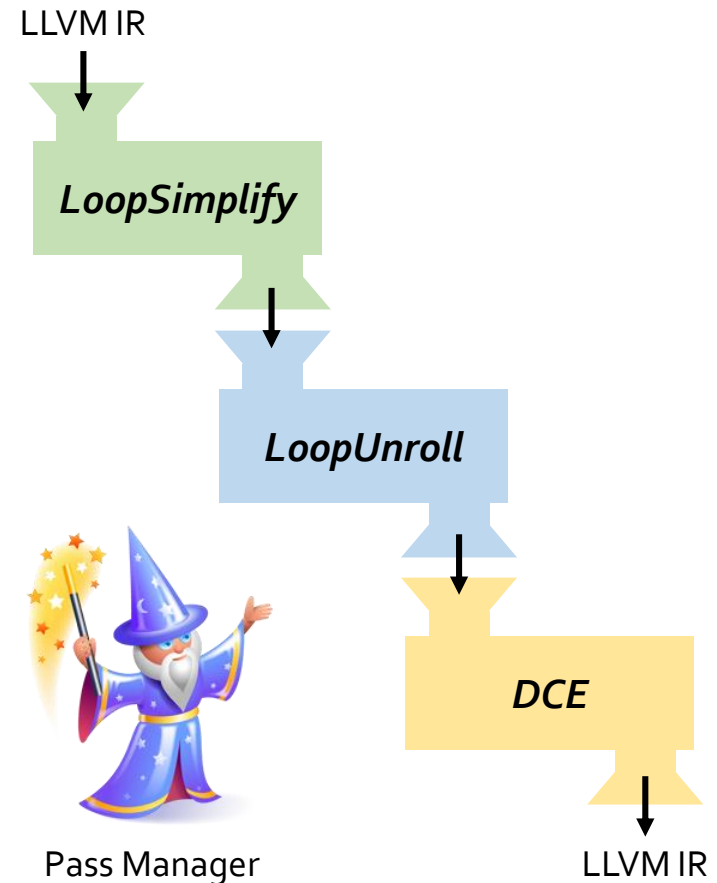 LLVM IR
LoopSimplify
LoopUnroll
DCE
Pass Manager
LLVM IR